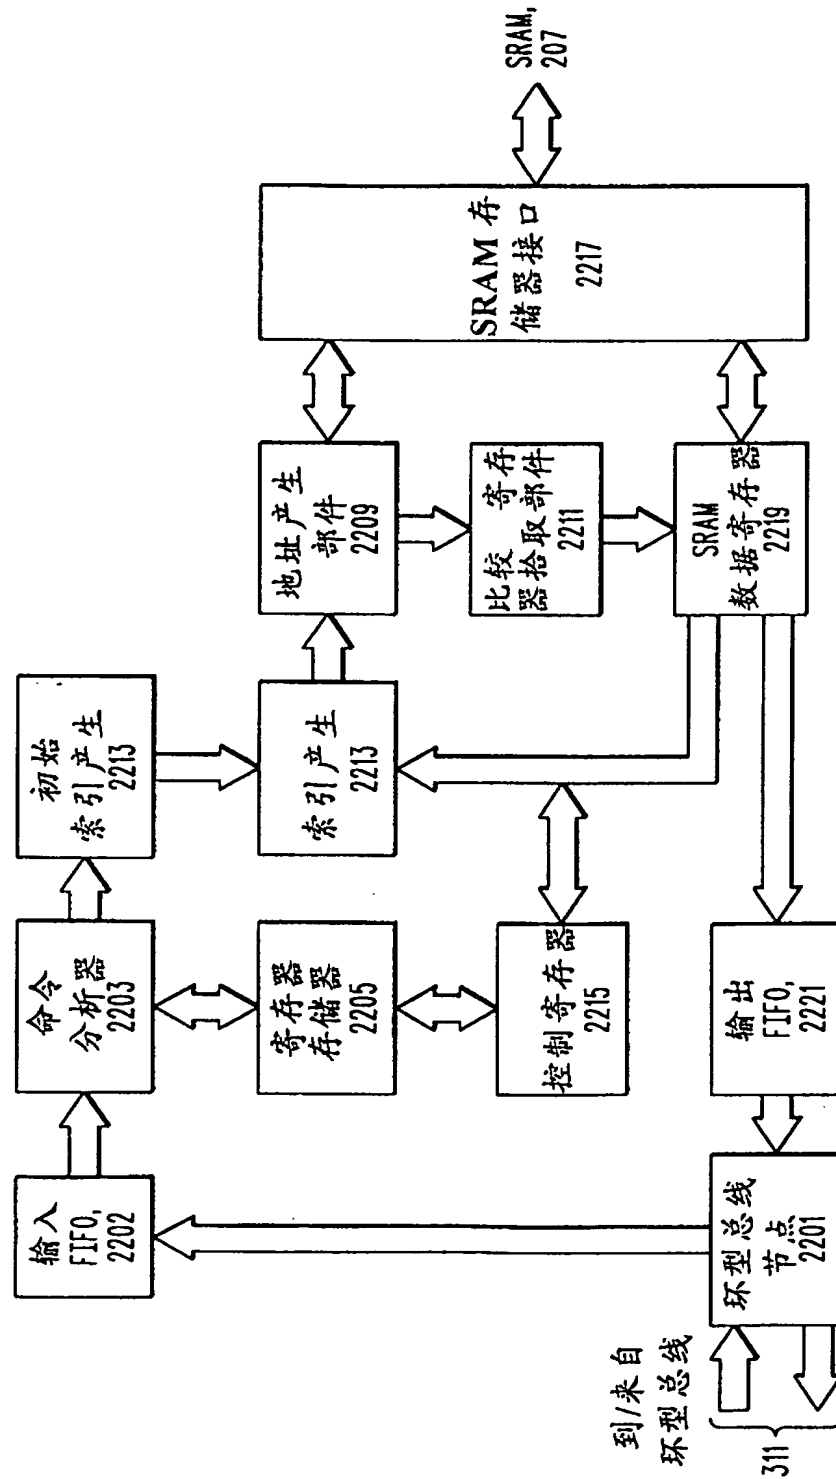 输入
FIFO,
2202
命令
分析器
2203
初始
索引产生
2213
寄存器
存储器
2205
索引产生
2213
地址产生
部件
2209
控制寄存器
2215
比较 寄存
器拾取部件
2211
SRAM 存
储器接口
2217
SRAM,
207
到/来自
环型总线
311
环型总线
节点
2201
输出
FIFO,
2221
SRAM
数据寄存器
2219